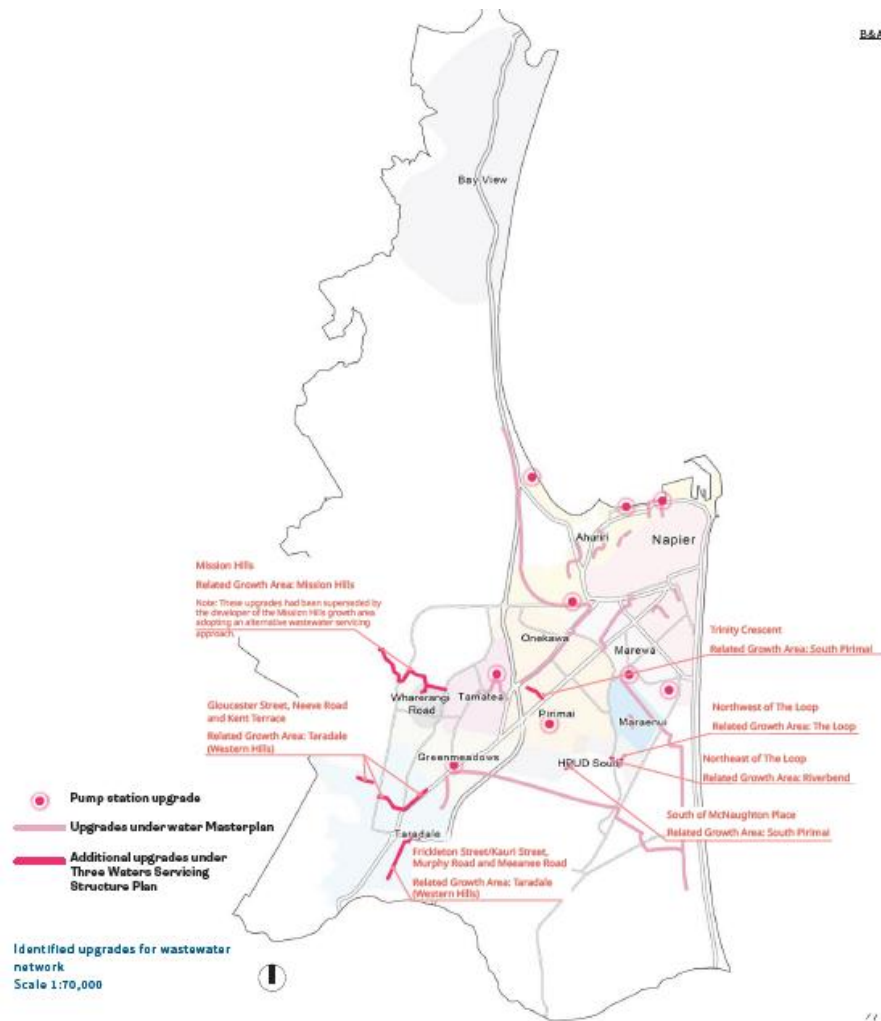 B&A
Bay View
Ahuriri
Napier
Mission Hills
Related Growth Area: Mission Hills
Note: These upgrades had been superseded by
the developer of the Mission Hills growth area
adopting an alternative wastewater servicing
approach.
Trinity Crescent
Related Growth Area: South Pirimai
Onekawa
Marewa
Wharerangi
Road
Tamatea
Pirimai
Maraenui
Gloucester Street, Neeve Road
and Kent Terrace
Related Growth Area: Taradale
(Western Hills)
Northwest of The Loop
Related Growth Area: The Loop
Greenmeadows
HPUD South
Northeast of The Loop
Related Growth Area: Riverbend
South of McNaughton Place
Related Growth Area: South Pirimai
Taradale
Frickleton Street/Kauri Street,
Murphy Road and Meeanee Road
Related Growth Area: Taradale
(Western Hills)
Pump station upgrade
Upgrades under water Masterplan
Additional upgrades under
Three Waters Servicing
Structure Plan
Identified upgrades for wastewater
network
Scale 1:70,000